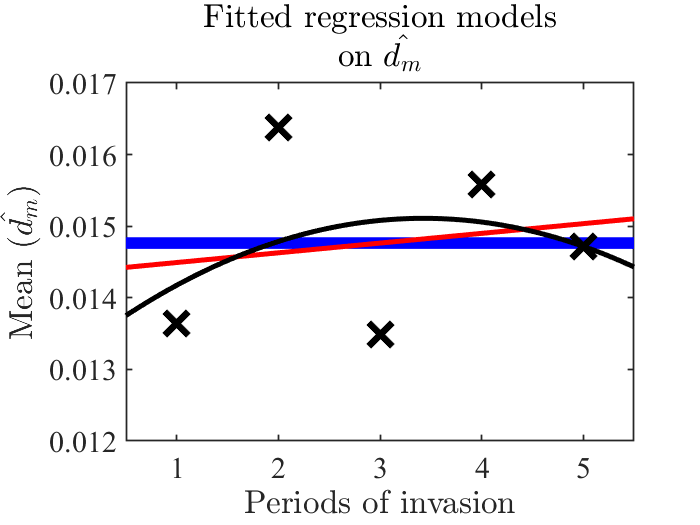 Fitted regression models
on $\hat{d_m}$
Mean ($\hat{d_m}$)
0.017
0.016
0.015
0.014
0.013
0.012
1 2 3 4 5
Periods of invasion